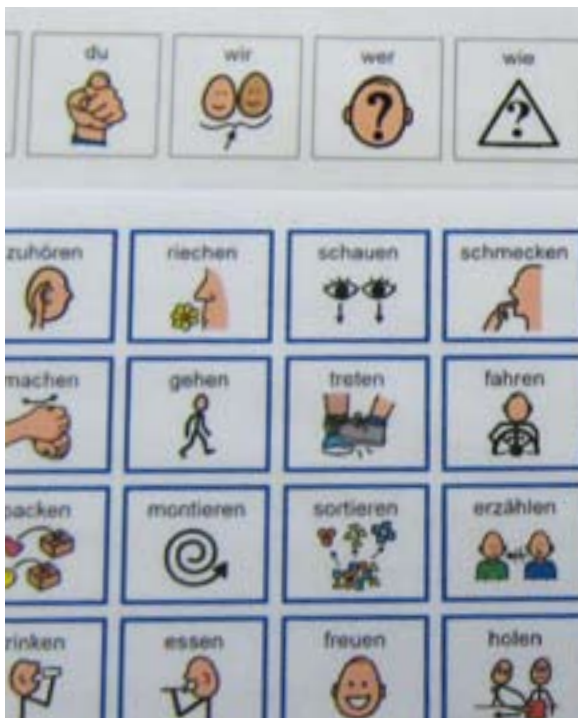 du wir wer wie
? ?
zuhören riechen schauen schmecken
machen gehen treten fahren
packen montieren sortieren erzählen
rinken essen freuen holen